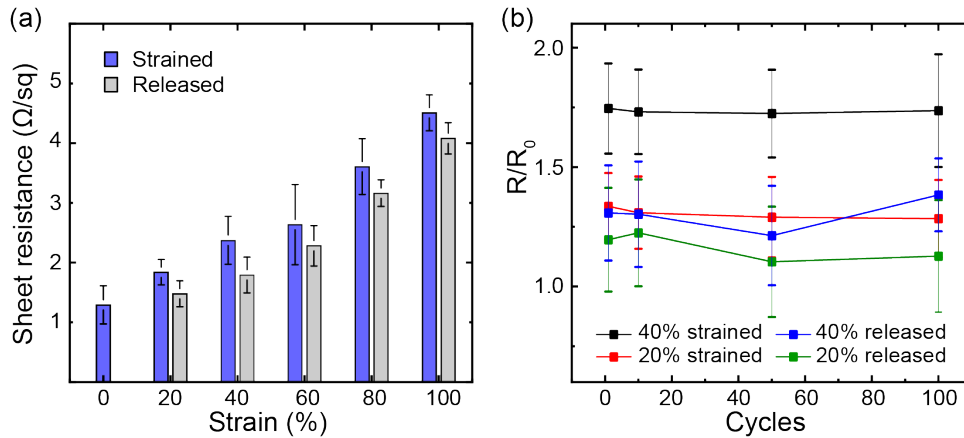 (a)
Sheet resistance (Ω/sq)
Strained
Released
5
4
3
2
1
0 20 40 60 80 100
Strain (%)
(b)
R/R0
2.0
1.5
1.0
40% strained 40% released
20% strained 20% released
0 20 40 60 80 100
Cycles